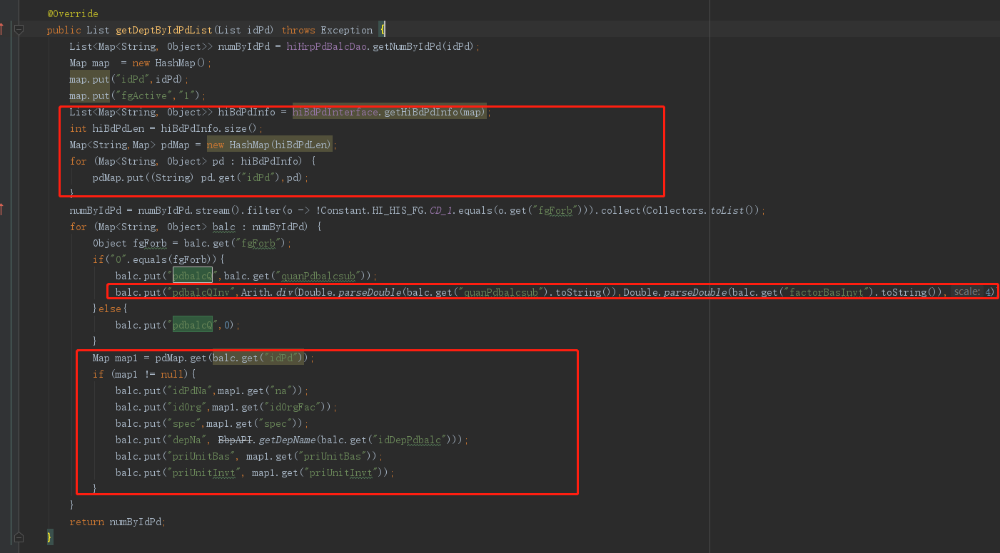 @Override
public List getDeptByIdPdList(List idPd) throws Exception {
List<Map<String, Object>> numByIdPd = hiHrpPdBalcDao.getNumByIdPd(idPd);
Map map  = new HashMap();
map.put("idPd",idPd);
map.put("fgActive","1");
List<Map<String, Object>> hiBdPdInfo = hiBdPdInterface.getHiBdPdInfo(map);
int hiBdPdLen = hiBdPdInfo.size();
Map<String,Map> pdMap = new HashMap(hiBdPdLen);
for (Map<String, Object> pd : hiBdPdInfo) {
pdMap.put((String) pd.get("idPd"),pd);
}
numByIdPd = numByIdPd.stream().filter(o -> !Constant.HI_HIS_FG.CD_1.equals(o.get("fgForb"))).collect(Collectors.toList());
for (Map<String, Object> balc : numByIdPd) {
Object fgForb = balc.get("fgForb");
if("0".equals(fgForb)){
balc.put("pdbalcQ",balc.get("quanPdbalcsub"));
balc.put("pdbalcQInv",Arith.div(Double.parseDouble(balc.get("quanPdbalcsub").toString()),Double.parseDouble(balc.get("factorBasInvt").toString()), scale: 4)
}else{
balc.put("pdbalcQ",0);
}
Map map1 = pdMap.get(balc.get("idPd"));
if (map1 != null){
balc.put("idPdNa",map1.get("na"));
balc.put("idOrg",map1.get("idOrgFac"));
balc.put("spec",map1.get("spec"));
balc.put("depNa", BbpAPI.getDepName(balc.get("idDepPdbalc")));
balc.put("priUnitBas", map1.get("priUnitBas"));
balc.put("priUnitInvt", map1.get("priUnitInvt"));
}
}
return numByIdPd;
}